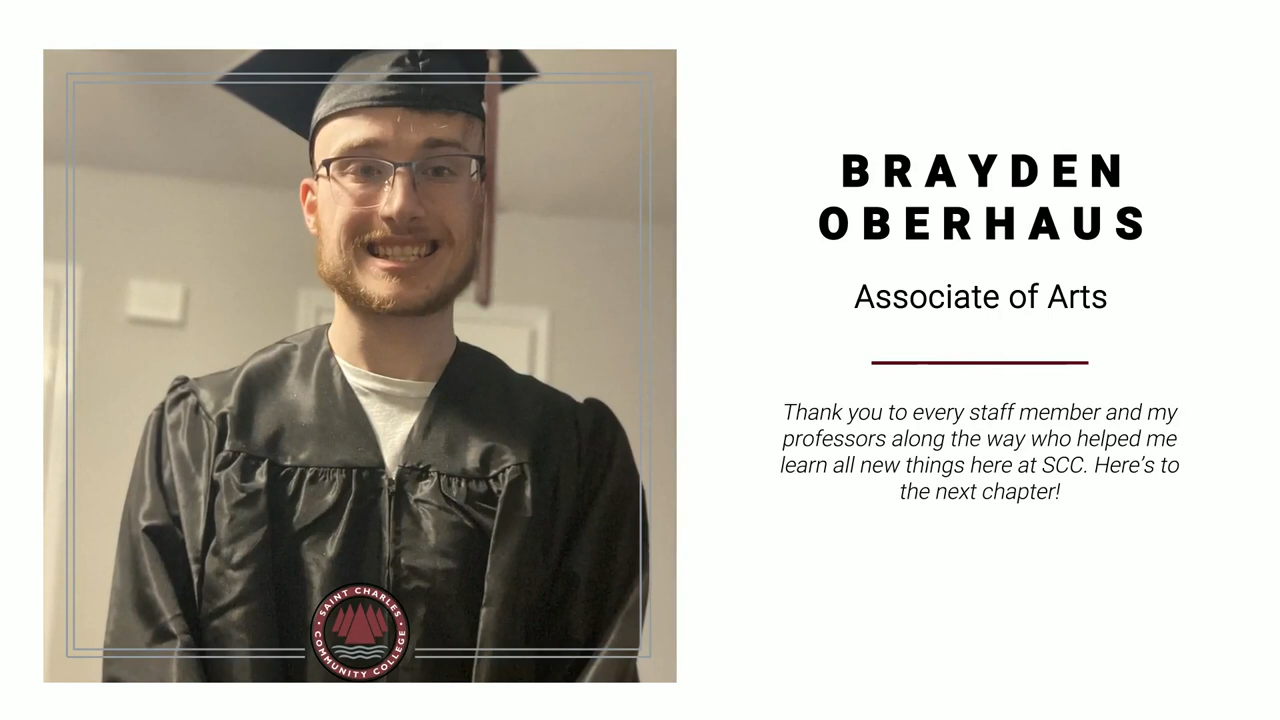 BRAYDEN
OBERHAUS
Associate of Arts
Thank you to every staff member and my
professors along the way who helped me
learn all new things here at SCC. Here's to
the next chapter!
SAINT CHARLES
COMMUNITY COLLEGE